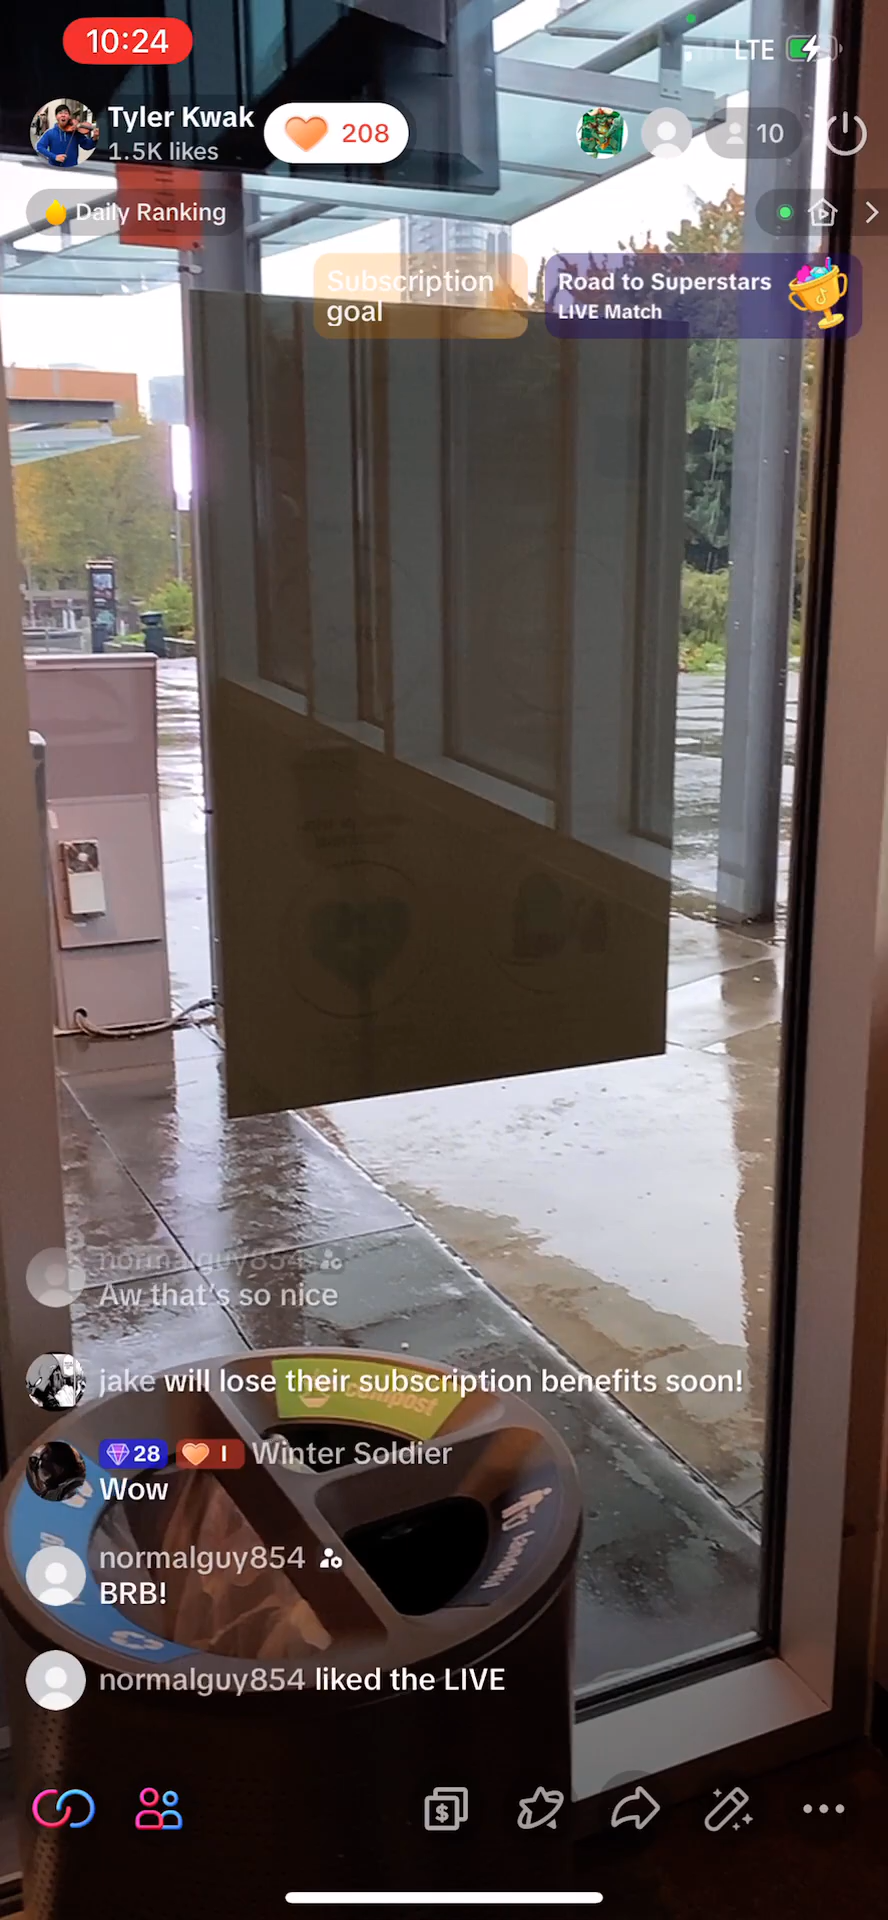 10:24
LTE
Tyler Kwak
1.5K likes
208
10
Daily Ranking
Subscription
goal
Road to Superstars
LIVE Match
normalguy854
Aw that's so nice
jake will lose their subscription benefits soon!
compost
28
I
Winter Soldier
Wow
normalguy854
BRB!
normalguy854 liked the LIVE